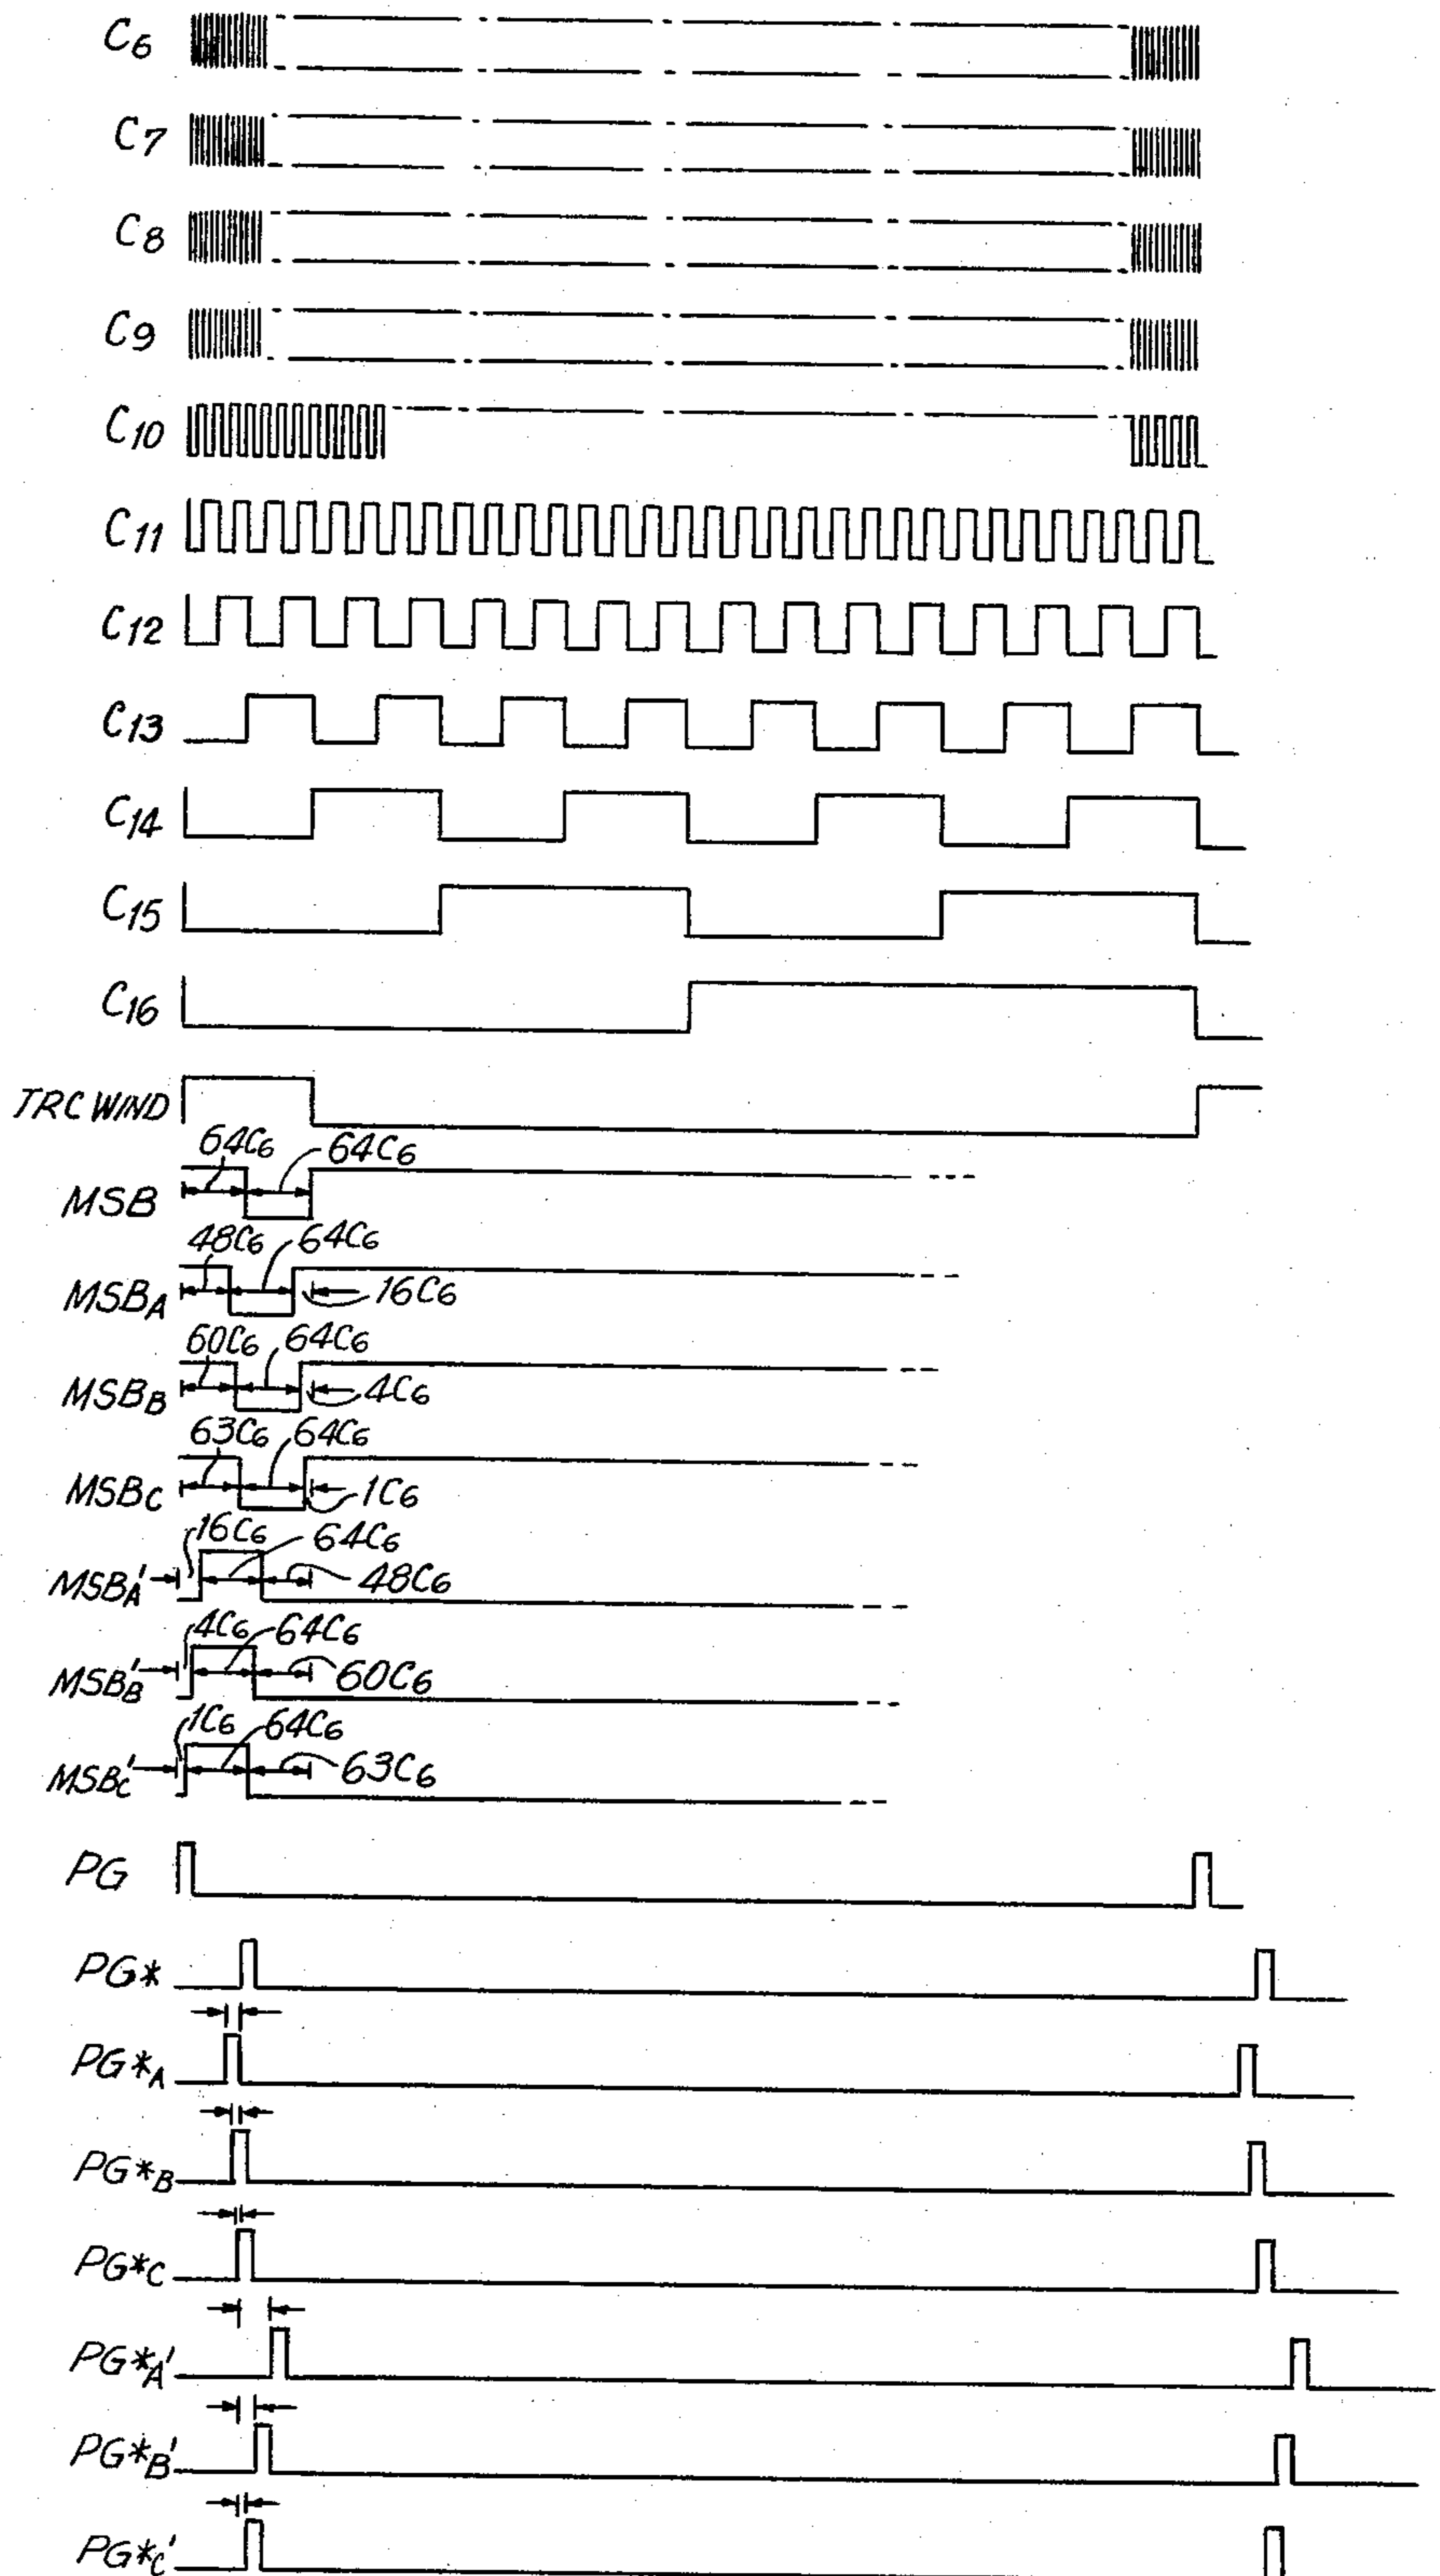 C6
C7
C8
C9
C10
C11
C12
C13
C14
C15
C16
TRC WIND
64C6 64C6
MSB
48C6 64C6
MSBA 16C6
60C6 64C6
MSBB 4C6
63C6 64C6
MSBC 1C6
16C6 64C6
MSBA' 48C6
4C6 64C6
MSBB' 60C6
1C6 64C6
MSBC' 63C6
PG
PG*
PG*A
PG*B
PG*C
PG*A'
PG*B'
PG*C'